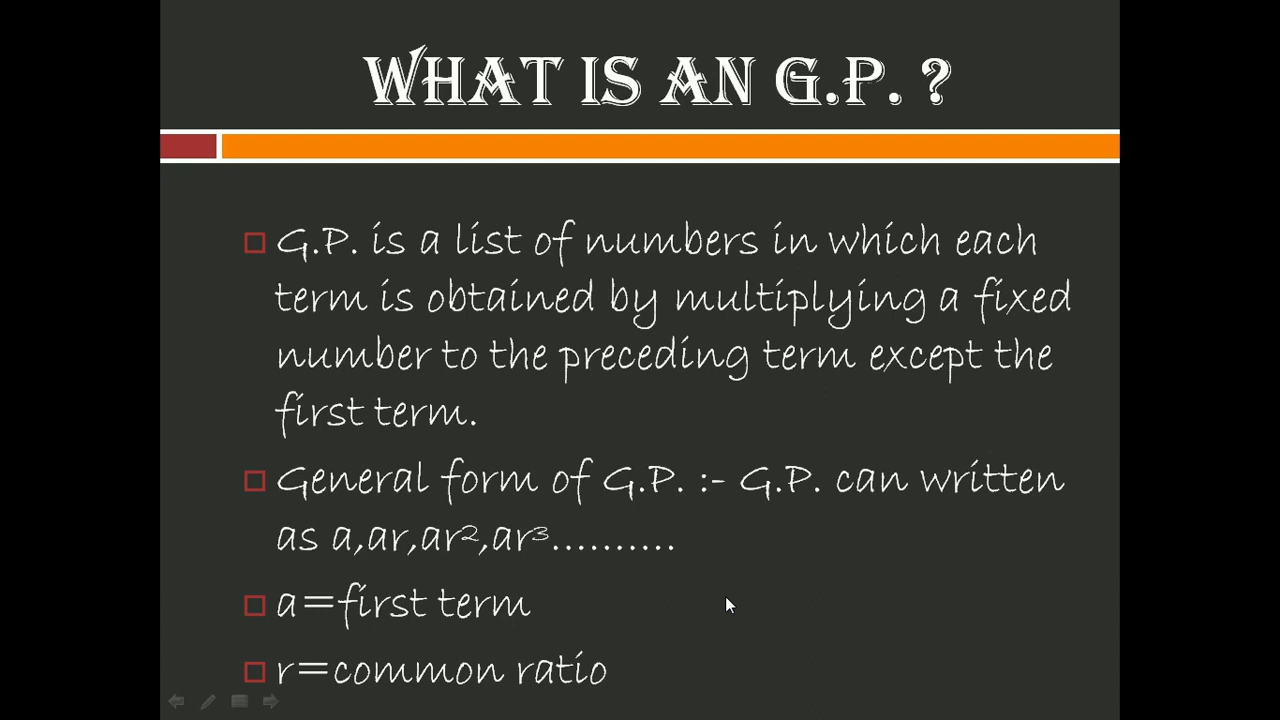 WHAT IS AN G.P. ?
G.P. is a list of numbers in which each
term is obtained by multiplying a fixed
number to the preceding term except the
first term.
General form of G.P. :- G.P. can written
as a,ar,ar²,ar³..........
a=first term
r=common ratio